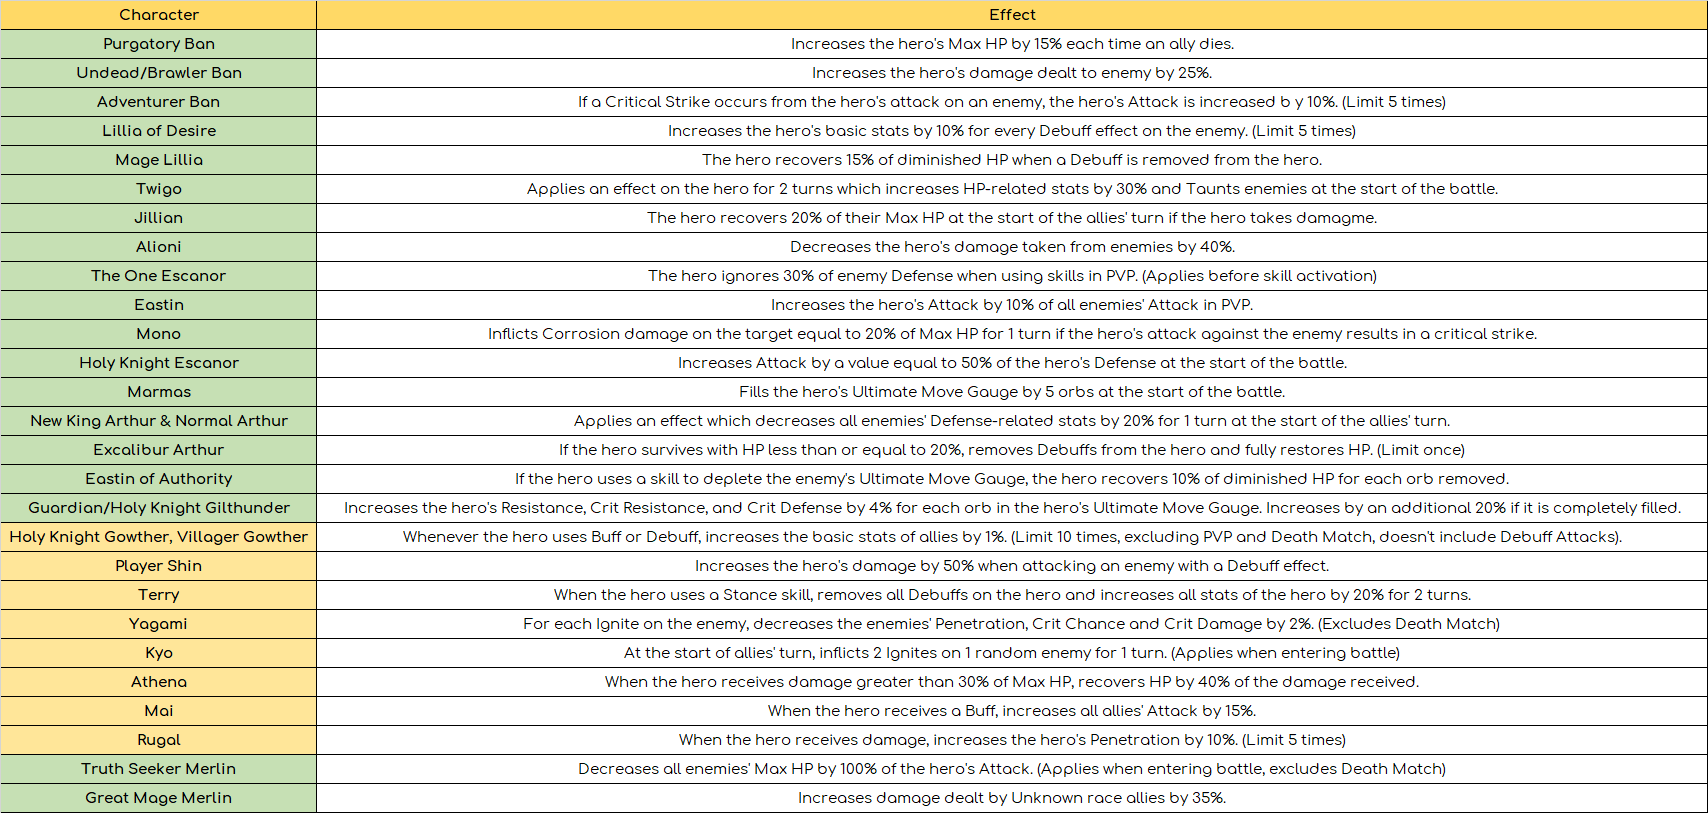 Character Effect
Purgatory Ban Increases the hero's Max HP by 15% each time an ally dies.
Undead/Brawler Ban Increases the hero's damage dealt to enemy by 25%.
Adventurer Ban If a Critical Strike occurs from the hero's attack on an enemy, the hero's Attack is increased b y 10%. (Limit 5 times)
Lillia of Desire Increases the hero's basic stats by 10% for every Debuff effect on the enemy. (Limit 5 times)
Mage Lillia The hero recovers 15% of diminished HP when a Debuff is removed from the hero.
Twigo Applies an effect on the hero for 2 turns which increases HP-related stats by 30% and Taunts enemies at the start of the battle.
Jillian The hero recovers 20% of their Max HP at the start of the allies' turn if the hero takes damagme.
Alioni Decreases the hero's damage taken from enemies by 40%.
The One Escanor The hero ignores 30% of enemy Defense when using skills in PVP. (Applies before skill activation)
Eastin Increases the hero's Attack by 10% of all enemies' Attack in PVP.
Mono Inflicts Corrosion damage on the target equal to 20% of Max HP for 1 turn if the hero's attack against the enemy results in a critical strike.
Holy Knight Escanor Increases Attack by a value equal to 50% of the hero's Defense at the start of the battle.
Marmas Fills the hero's Ultimate Move Gauge by 5 orbs at the start of the battle.
New King Arthur & Normal Arthur Applies an effect which decreases all enemies' Defense-related stats by 20% for 1 turn at the start of the allies' turn.
Excalibur Arthur If the hero survives with HP less than or equal to 20%, removes Debuffs from the hero and fully restores HP. (Limit once)
Eastin of Authority If the hero uses a skill to deplete the enemy's Ultimate Move Gauge, the hero recovers 10% of diminished HP for each orb removed.
Guardian/Holy Knight Gilthunder Increases the hero's Resistance, Crit Resistance, and Crit Defense by 4% for each orb in the hero's Ultimate Move Gauge. Increases by an additional 20% if it is completely filled.
Holy Knight Gowther, Villager Gowther Whenever the hero uses Buff or Debuff, increases the basic stats of allies by 1%. (Limit 10 times, excluding PVP and Death Match, doesn't include Debuff Attacks).
Player Shin Increases the hero's damage by 50% when attacking an enemy with a Debuff effect.
Terry When the hero uses a Stance skill, removes all Debuffs on the hero and increases all stats of the hero by 20% for 2 turns.
Yagami For each Ignite on the enemy, decreases the enemies' Penetration, Crit Chance and Crit Damage by 2%. (Excludes Death Match)
Kyo At the start of allies' turn, inflicts 2 Ignites on 1 random enemy for 1 turn. (Applies when entering battle)
Athena When the hero receives damage greater than 30% of Max HP, recovers HP by 40% of the damage received.
Mai When the hero receives a Buff, increases all allies' Attack by 15%.
Rugal When the hero receives damage, increases the hero's Penetration by 10%. (Limit 5 times)
Truth Seeker Merlin Decreases all enemies' Max HP by 100% of the hero's Attack. (Applies when entering battle, excludes Death Match)
Great Mage Merlin Increases damage dealt by Unknown race allies by 35%.